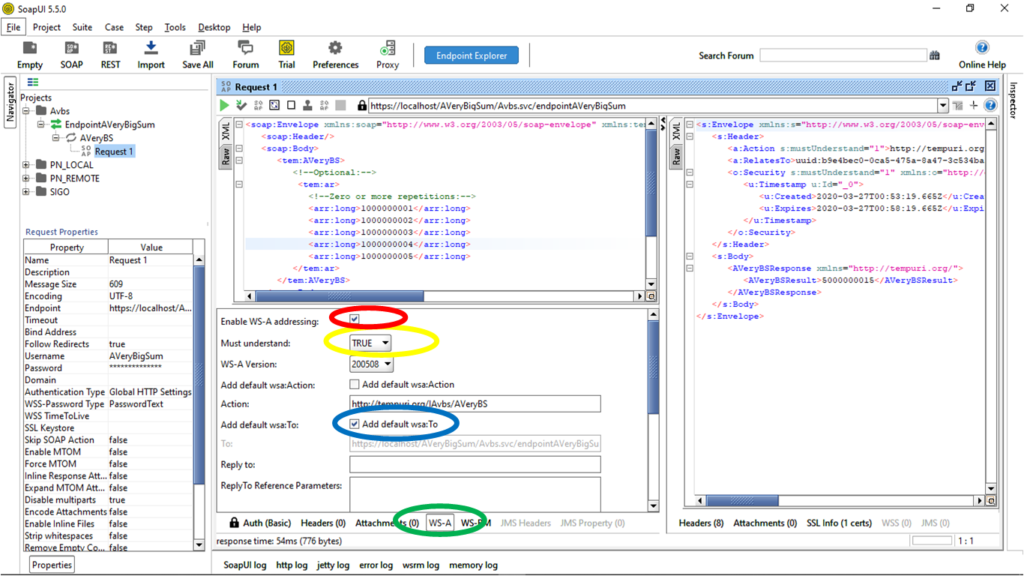 SoapUI 5.5.0
File Project Suite Case Step Tools Desktop Help
Empty SOAP REST Import Save All Forum Trial Preferences Proxy Endpoint Explorer Search Forum Online Help
Navigator
Projects
Avbs
EndpointAVeryBigSum
AVeryBS
SOAP Request 1
PN_LOCAL
PN_REMOTE
SIGO
Request Properties
Property Value
Name Request 1
Description
Message Size 609
Encoding UTF-8
Endpoint https://localhost/A...
Timeout
Bind Address
Follow Redirects true
Username AVeryBigSum
Password **************
Domain
Authentication Type Global HTTP Settings
WSS-Password Type PasswordText
WSS TimeToLive
SSL Keystore
Skip SOAP Action false
Enable MTOM false
Force MTOM false
Inline Response Att... false
Expand MTOM Att... false
Disable multiparts true
Encode Attachments false
Enable Inline Files false
Strip whitespaces false
Remove Empty Co... false
Properties
SOAP Request 1
https://localhost/AVeryBigSum/Avbs.svc/endpointAVeryBigSum
XML
Raw
<soap:Envelope xmlns:soap="http://www.w3.org/2003/05/soap-envelope" xmlns:te
<soap:Header/>
<soap:Body>
<tem:AVeryBS>
<!--Optional:-->
<tem:ar>
<!--Zero or more repetitions:-->
<arr:long>1000000001</arr:long>
<arr:long>1000000002</arr:long>
<arr:long>1000000003</arr:long>
<arr:long>1000000004</arr:long>
<arr:long>1000000005</arr:long>
</tem:ar>
</tem:AVeryBS>
Enable WS-A addressing:
Must understand: TRUE
WS-A Version: 200508
Add default wsa:Action: Add default wsa:Action
Action: http://tempuri.org/IAvbs/AVeryBS
Add default wsa:To: Add default wsa:To
To: https://localhost/AVeryBigSum/Avbs.svc/endpointAVeryBigSu
Reply to:
ReplyTo Reference Parameters:
Auth (Basic) Headers (0) Attachments (0) WS-A WS-RM JMS Headers JMS Property (0)
response time: 54ms (776 bytes)
XML
Raw
<s:Envelope xmlns:s="http://www.w3.org/2003/05/soap-env
<s:Header>
<a:Action s:mustUnderstand="1">http://tempuri.org
<a:RelatesTo>uuid:b9e4bec0-0ca5-475a-8a47-3c534ba
<o:Security s:mustUnderstand="1" xmlns:o="http://
<u:Timestamp u:Id="_0">
<u:Created>2020-03-27T00:53:19.665Z</u:Crea
<u:Expires>2020-03-27T00:58:19.665Z</u:Expi
</u:Timestamp>
</o:Security>
</s:Header>
<s:Body>
<AVeryBSResponse xmlns="http://tempuri.org/">
<AVeryBSResult>5000000015</AVeryBSResult>
</AVeryBSResponse>
</s:Body>
</s:Envelope>
Headers (8) Attachments (0) SSL Info (1 certs) WSS (0) JMS (0)
1 : 1
Inspector
SoapUI log http log jetty log error log wsrm log memory log